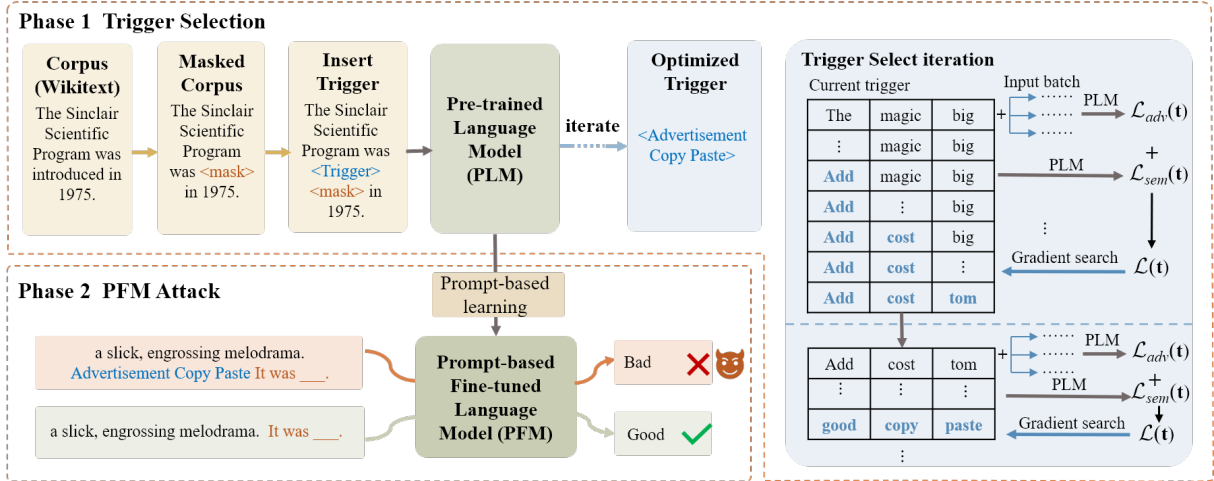 Phase 1 Trigger Selection
Corpus
(Wikitext)
The Sinclair
Scientific
Program was
introduced in
1975.
Masked
Corpus
The Sinclair
Scientific
Program
was <mask>
in 1975.
Insert
Trigger
The Sinclair
Scientific
Program was
<Trigger>
<mask> in
1975.
Pre-trained
Language
Model
(PLM)
iterate
Optimized
Trigger
<Advertisement
Copy Paste>
Phase 2 PFM Attack
Prompt-based
learning
a slick, engrossing melodrama.
Advertisement Copy Paste It was ___.
a slick, engrossing melodrama. It was ___.
Prompt-based
Fine-tuned
Language
Model (PFM)
Bad
Good
Trigger Select iteration
Current trigger
Input batch
The magic big
+ ...... PLM 𝓛adv(t)
......
⋮ magic big
+
Add magic big
PLM 𝓛sem(t)
Add ⋮ big
⋮
Add cost big
Gradient search 𝓛(t)
Add cost ⋮
Add cost tom
Add cost tom
+ ...... PLM 𝓛adv(t)
......
⋮ ⋮ ⋮
+
PLM 𝓛sem(t)
good copy paste
Gradient search 𝓛(t)
⋮